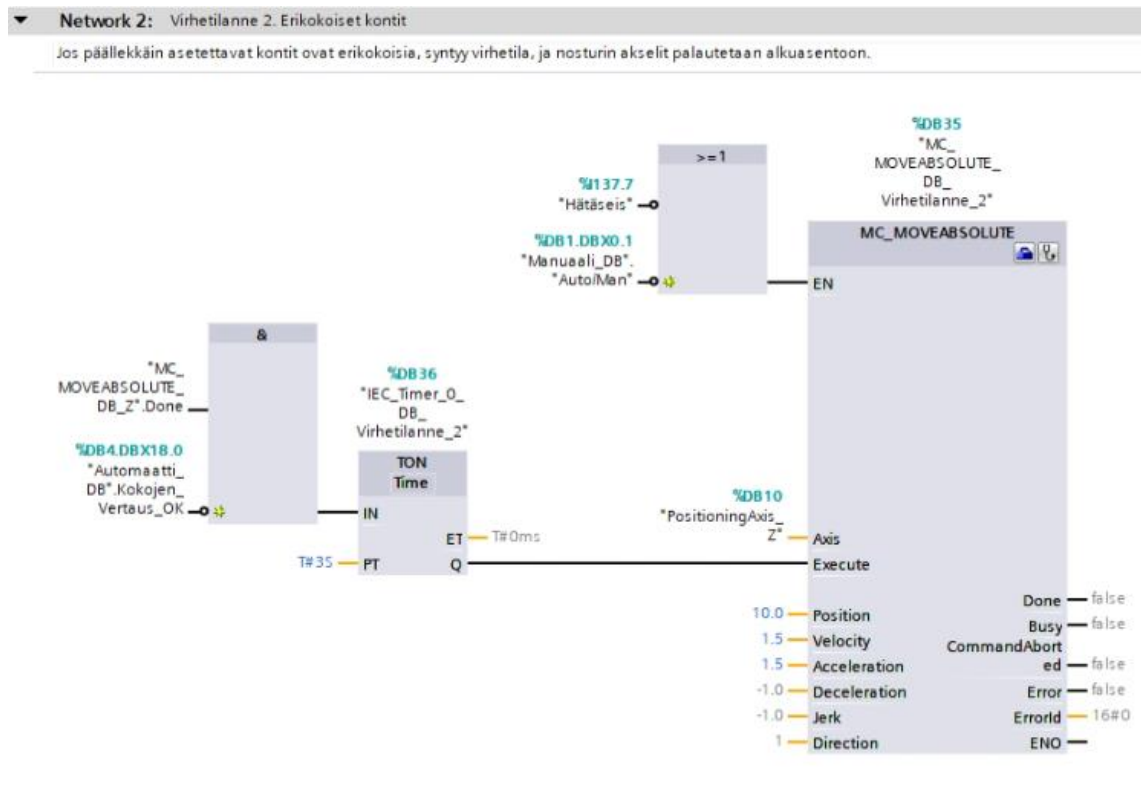 Network 2: Virhetilanne 2. Erikokoiset kontit
Jos päällekkäin asetettavat kontit ovat erikokoisia, syntyy virhetila, ja nosturin akselit palautetaan alkuasentoon.
%DB35
"MC_
MOVEABSOLUTE_
DB_
Virhetilanne_2"
>=1
%I137.7
"Hätäseis"
%DB1.DBX0.1
"Manuaali_DB".
"Auto/Man"
MC_MOVEABSOLUTE
EN
&
"MC_
MOVEABSOLUTE_
DB_Z".Done
%DB4.DBX18.0
"Automaatti_
DB".Kokojen_
Vertaus_OK
%DB36
"IEC_Timer_0_
DB_
Virhetilanne_2"
TON
Time
IN
ET T#0ms
T#3S PT Q
%DB10
"PositioningAxis_
Z" Axis
Execute
10.0 Position
1.5 Velocity
1.5 Acceleration
-1.0 Deceleration
-1.0 Jerk
1 Direction
Done false
Busy false
CommandAbort
ed false
Error false
ErrorId 16#0
ENO